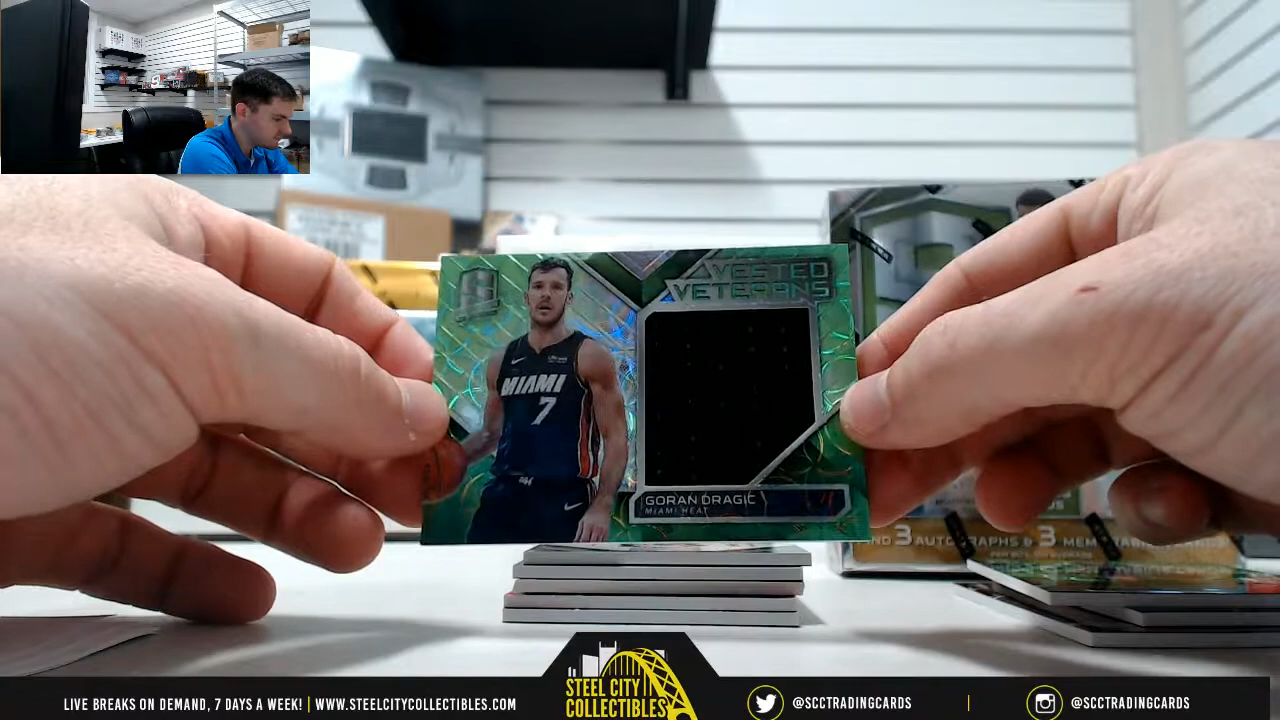 VESTED
VETERANS
MIAMI
7
GORAN DRAGIC
MIAMI HEAT
3 AUTOGRAPHS & 3
LIVE BREAKS ON DEMAND, 7 DAYS A WEEK! | WWW.STEELCITYCOLLECTIBLES.COM
STEEL CITY
COLLECTIBLES
@SCCTRADINGCARDS
@SCCTRADINGCARDS